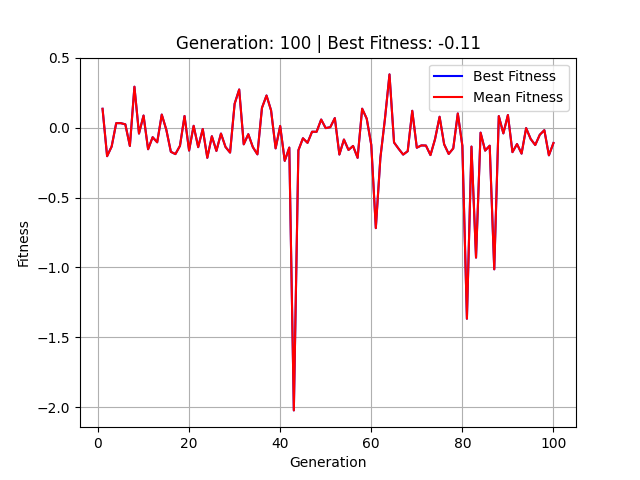 Generation: 100 | Best Fitness: -0.11
0.5
0.0
−0.5
−1.0
−1.5
−2.0
Fitness
Best Fitness
Mean Fitness
0 20 40 60 80 100
Generation